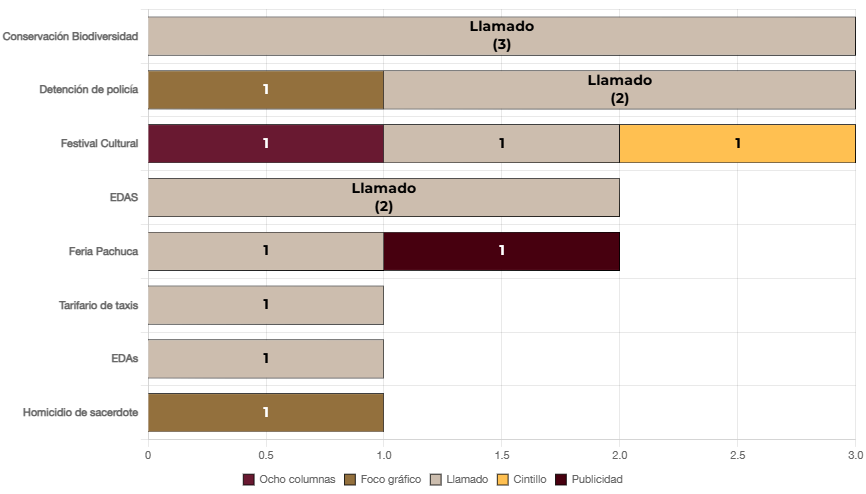 Conservación Biodiversidad
Llamado
(3)
Detención de policía
1
Llamado
(2)
Festival Cultural
1
1
1
EDAS
Llamado
(2)
Feria Pachuca
1
1
Tarifario de taxis
1
EDAs
1
Homicidio de sacerdote
1
0 0.5 1.0 1.5 2.0 2.5 3.0
Ocho columnas Foco gráfico Llamado Cintillo Publicidad